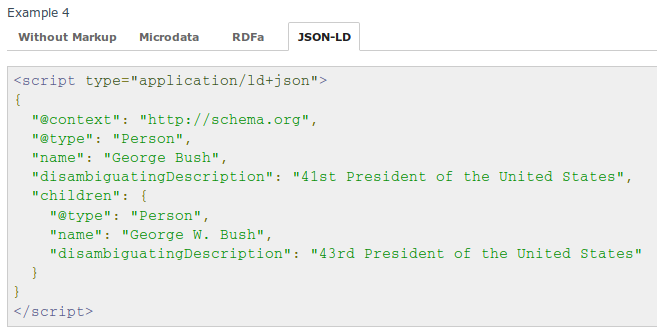 Example 4
Without Markup Microdata RDFa JSON-LD
<script type="application/ld+json">
{
  "@context": "http://schema.org",
  "@type": "Person",
  "name": "George Bush",
  "disambiguatingDescription": "41st President of the United States",
  "children": {
    "@type": "Person",
    "name": "George W. Bush",
    "disambiguatingDescription": "43rd President of the United States"
  }
}
</script>